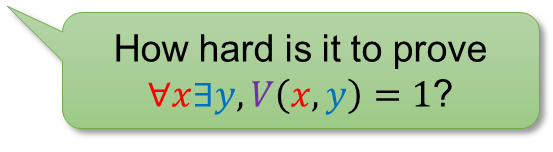 How hard is it to prove
∀x∃y, V(x, y) = 1?